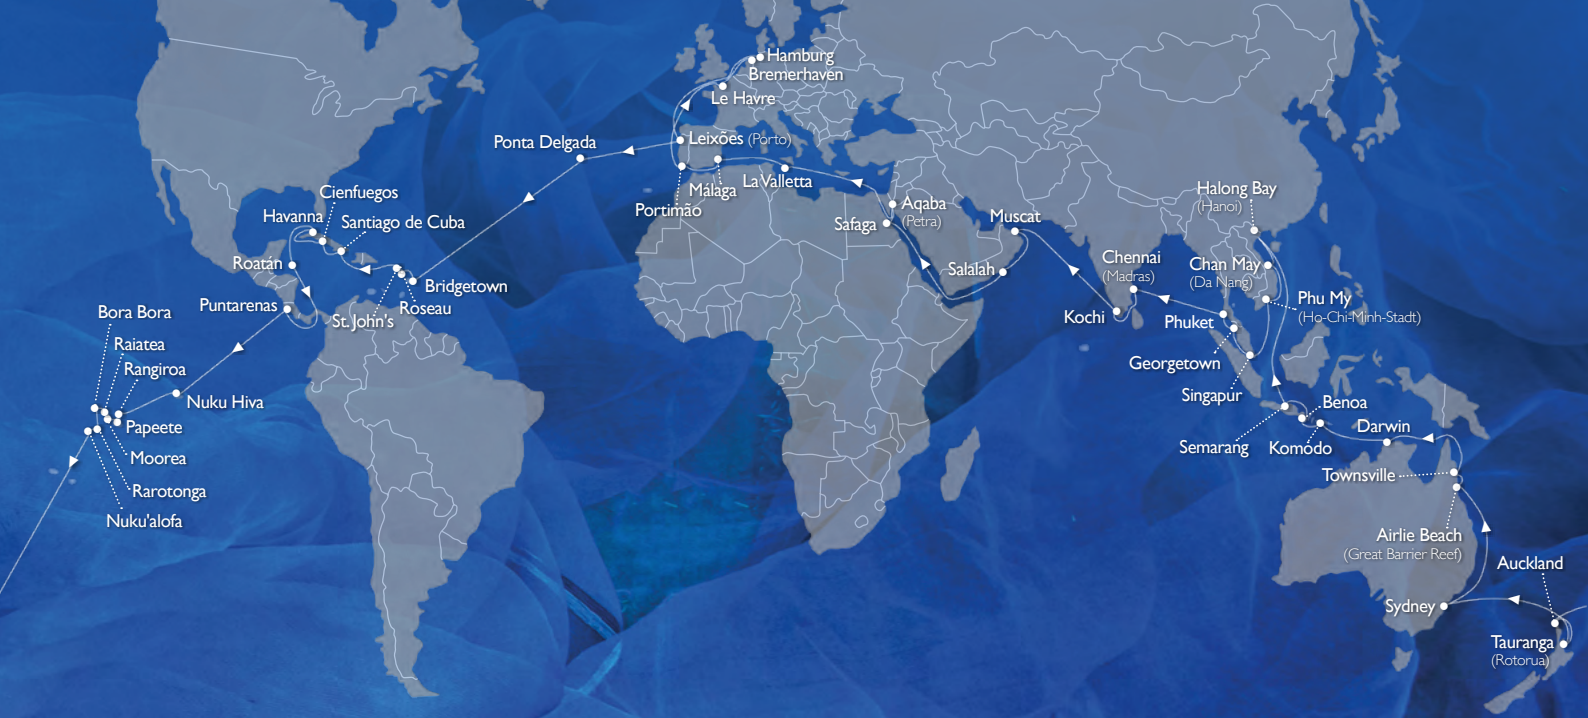 Hamburg
Bremerhaven
Le Havre
Ponta Delgada
Leixões (Porto)
Málaga
La Valletta
Portimão
Cienfuegos
Havanna
Santiago de Cuba
Roatán
Bridgetown
Roseau
St. John's
Puntarenas
Bora Bora
Raiatea
Rangiroa
Nuku Hiva
Papeete
Moorea
Rarotonga
Nuku'alofa
Safaga
Aqaba
(Petra)
Muscat
Salalah
Chennai
(Madras)
Kochi
Halong Bay
(Hanoi)
Chan May
(Da Nang)
Phu My
(Ho-Chi-Minh-Stadt)
Phuket
Georgetown
Singapur
Semarang
Benoa
Komodo
Darwin
Townsville
Airlie Beach
(Great Barrier Reef)
Auckland
Sydney
Tauranga
(Rotorua)